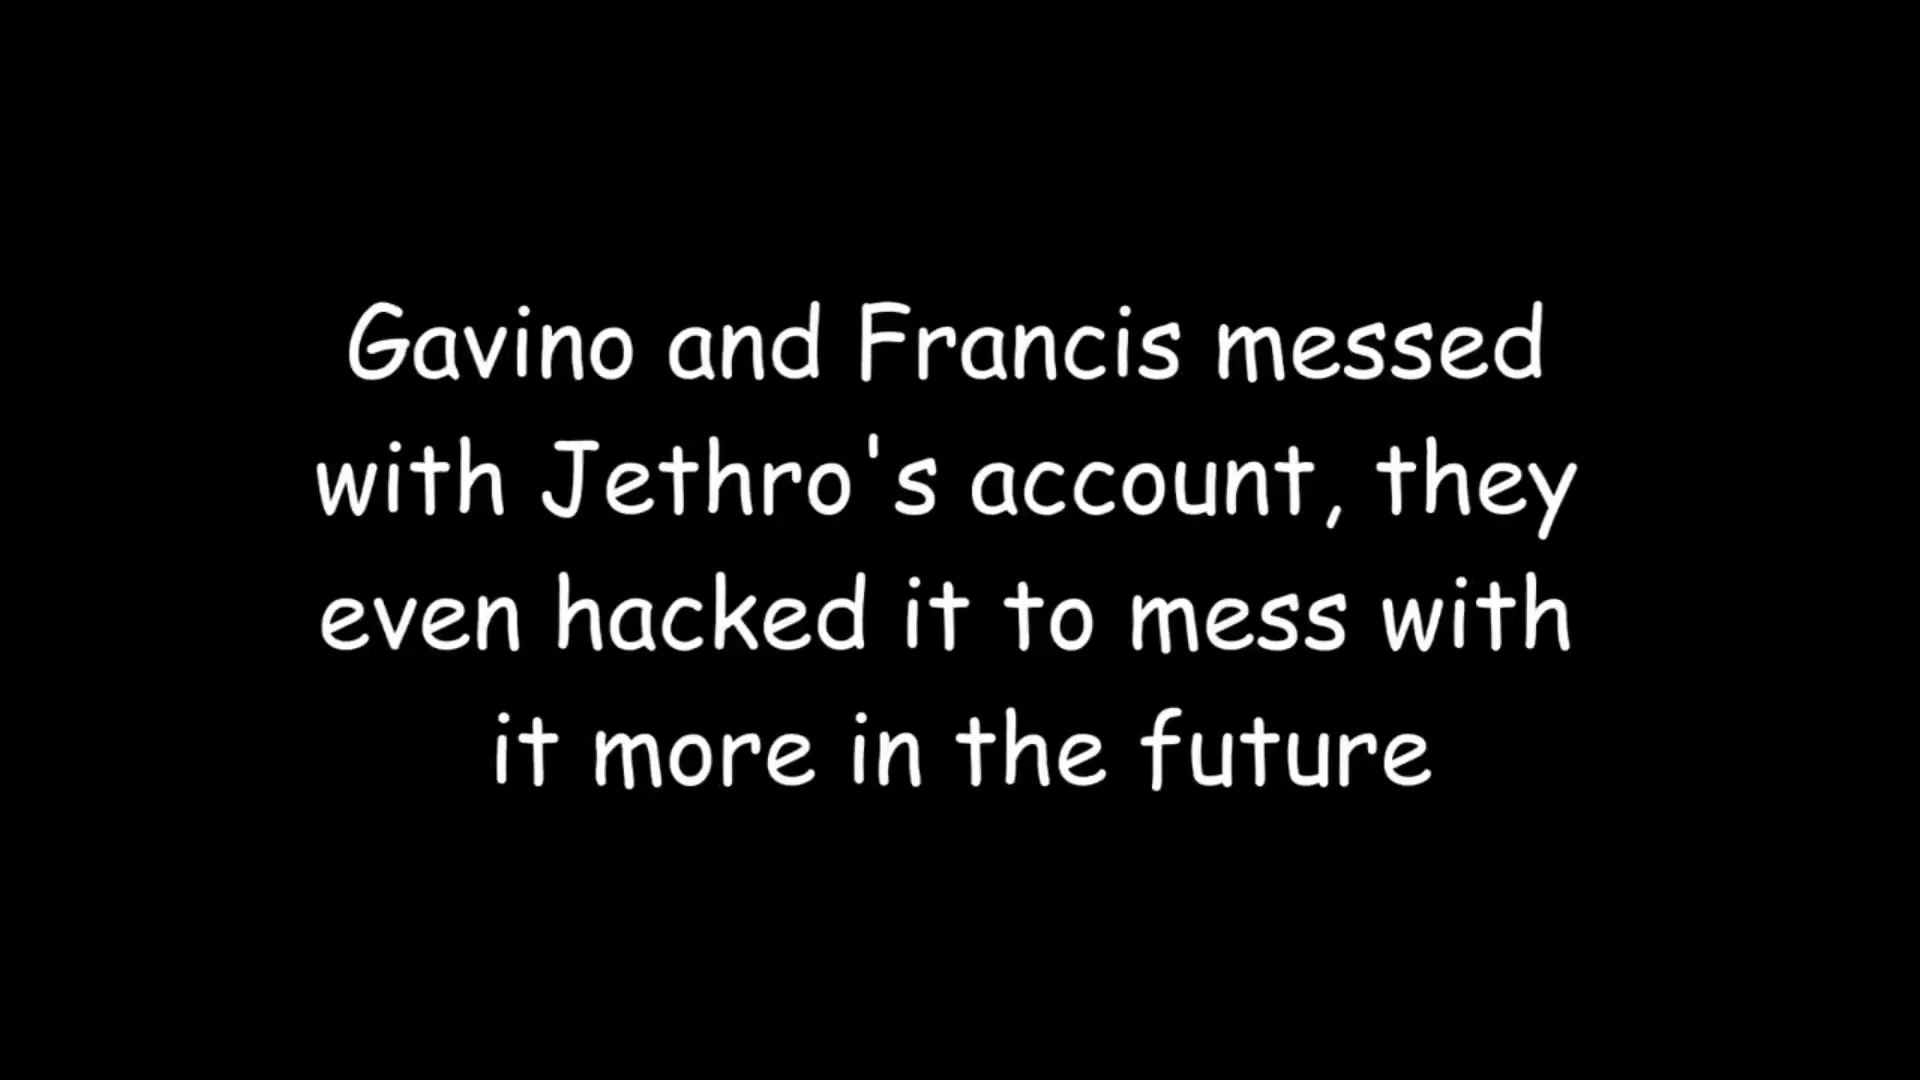 Gavino and Francis messed
with Jethro's account, they
even hacked it to mess with
it more in the future